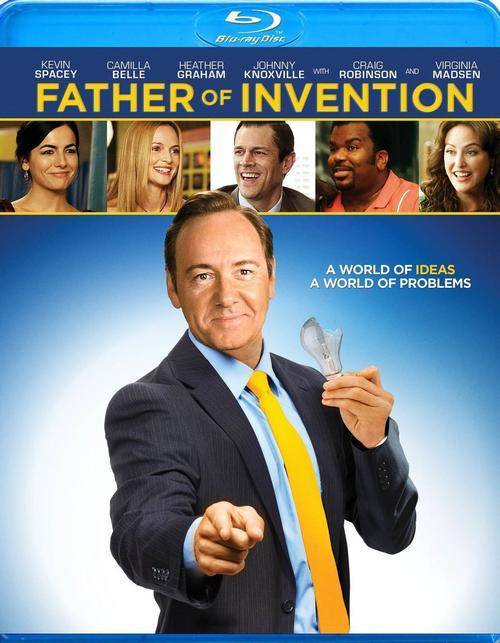 Blu-ray Disc
KEVIN SPACEY CAMILLA BELLE HEATHER GRAHAM JOHNNY KNOXVILLE WITH CRAIG ROBINSON AND VIRGINIA MADSEN
FATHER OF INVENTION
A WORLD OF IDEAS
A WORLD OF PROBLEMS